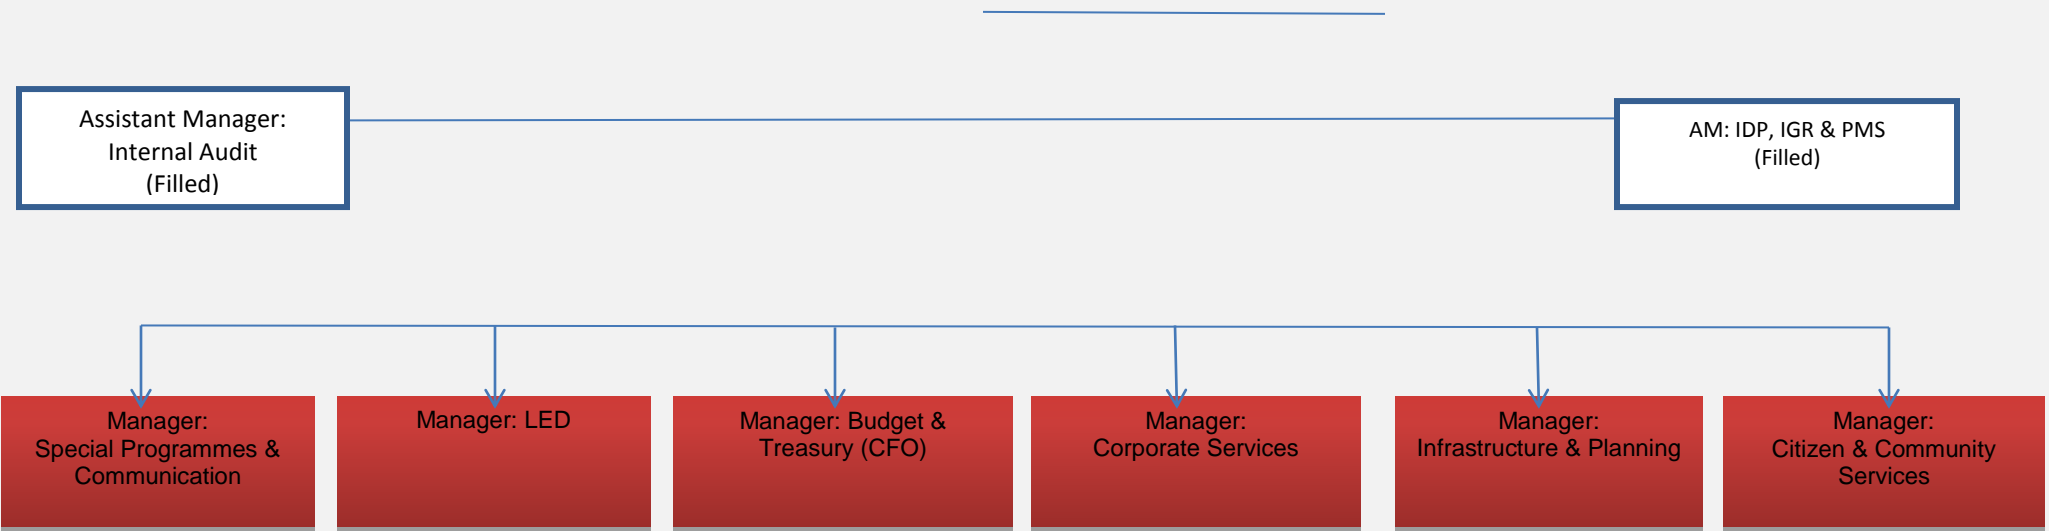 Assistant Manager:
Internal Audit
(Filled)
AM: IDP, IGR & PMS
(Filled)
Manager:
Special Programmes &
Communication
Manager: LED
Manager: Budget &
Treasury (CFO)
Manager:
Corporate Services
Manager:
Infrastructure & Planning
Manager:
Citizen & Community
Services